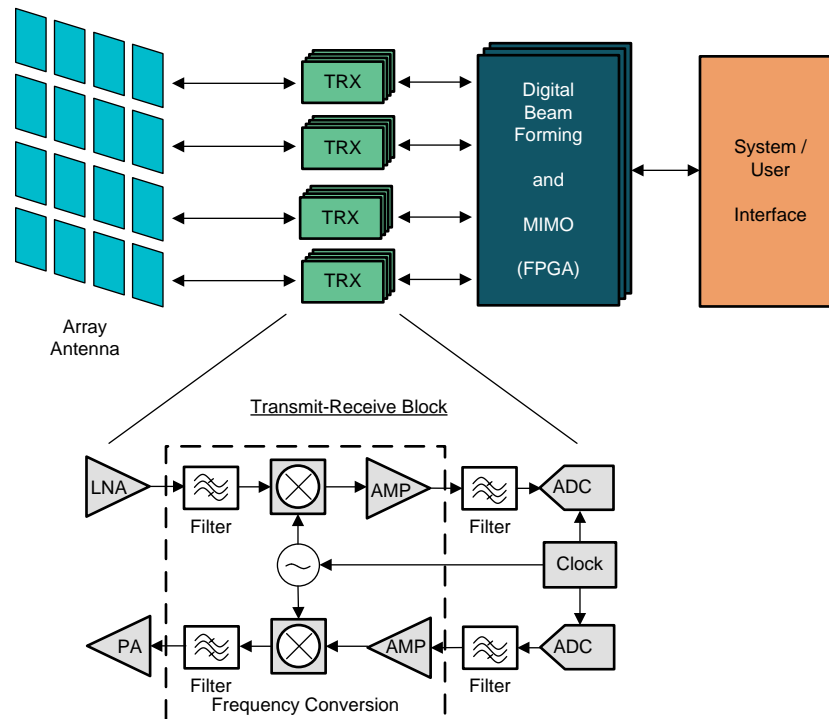 TRX
TRX
TRX
TRX
Digital
Beam
Forming
and
MIMO
(FPGA)
System /
User
Interface
Array
Antenna
Transmit-Receive Block
LNA
Filter
AMP
Filter
ADC
Clock
PA
Filter
AMP
Filter
ADC
Frequency Conversion